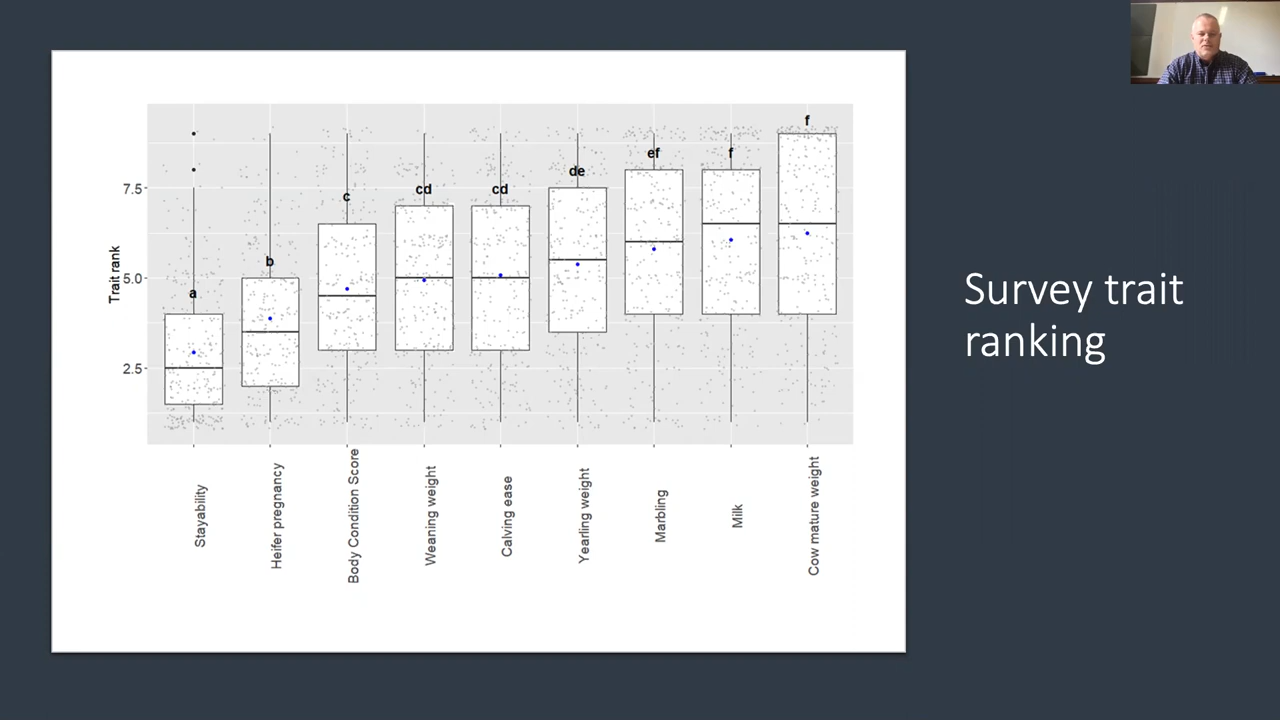 f
ef
f
de
cd
cd
c
b
a
7.5
5.0
2.5
Trait rank
Stayability
Heifer pregnancy
Body Condition Score
Weaning weight
Calving ease
Yearling weight
Marbling
Milk
Cow mature weight
Survey trait
ranking